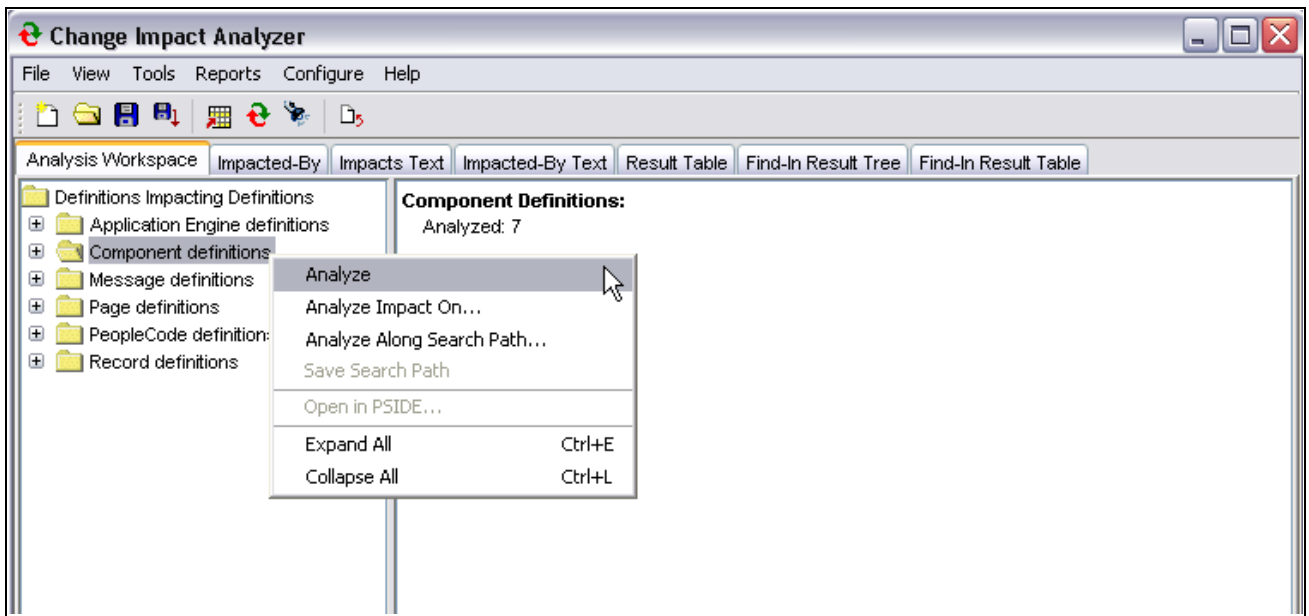 Change Impact Analyzer
File View Tools Reports Configure Help
Analysis Workspace Impacted-By Impacts Text Impacted-By Text Result Table Find-In Result Tree Find-In Result Table
Definitions Impacting Definitions
Application Engine definitions
Component definitions
Message definitions
Page definitions
PeopleCode definition
Record definitions
Component Definitions:
Analyzed: 7
Analyze
Analyze Impact On...
Analyze Along Search Path...
Save Search Path
Open in PSIDE...
Expand All Ctrl+E
Collapse All Ctrl+L